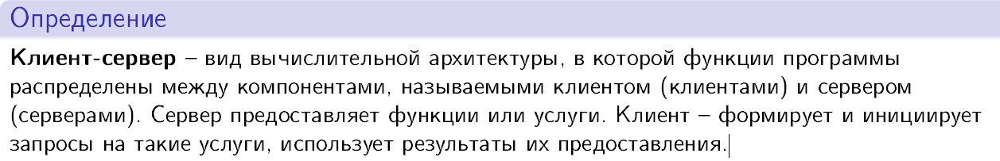 Определение
Клиент-сервер – вид вычислительной архитектуры, в которой функции программы
распределены между компонентами, называемыми клиентом (клиентами) и сервером
(серверами). Сервер предоставляет функции или услуги. Клиент – формирует и инициирует
запросы на такие услуги, использует результаты их предоставления.